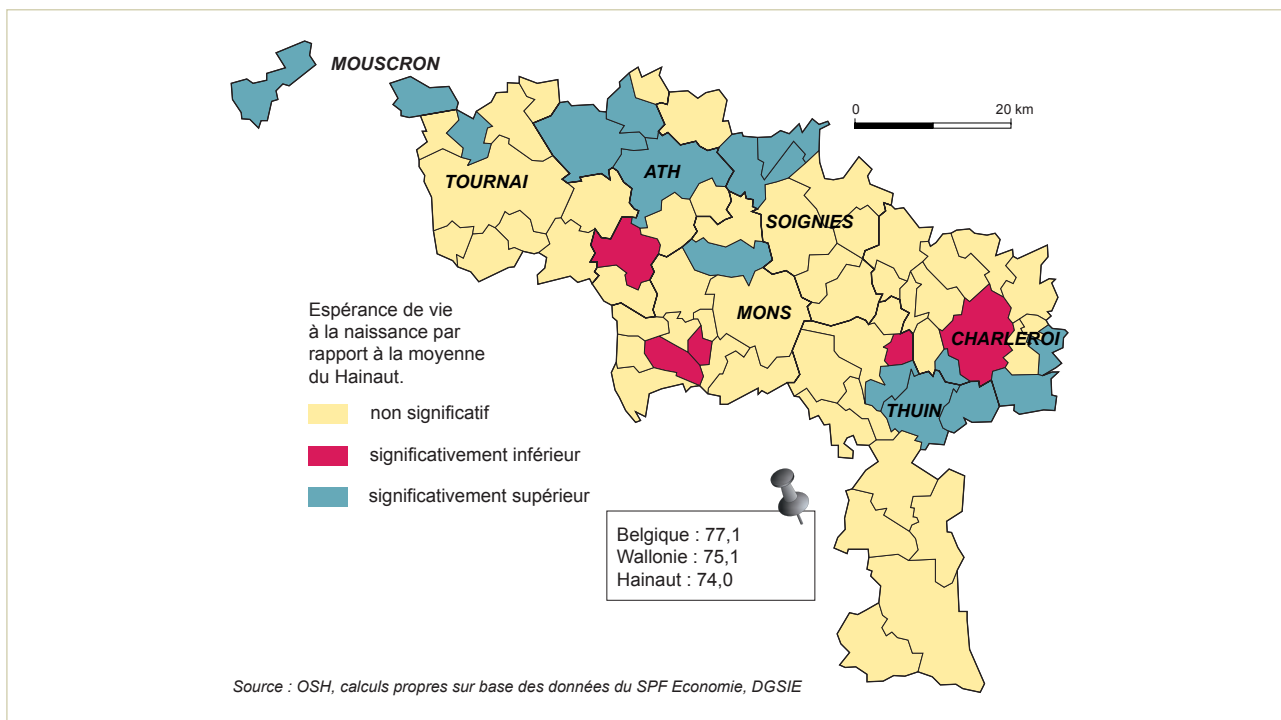 MOUSCRON
0 20 km
ATH
TOURNAI
SOIGNIES
MONS
CHARLEROI
THUIN
Espérance de vie
à la naissance par
rapport à la moyenne
du Hainaut.
non significatif
significativement inférieur
significativement supérieur
Belgique : 77,1
Wallonie : 75,1
Hainaut : 74,0
Source : OSH, calculs propres sur base des données du SPF Economie, DGSIE